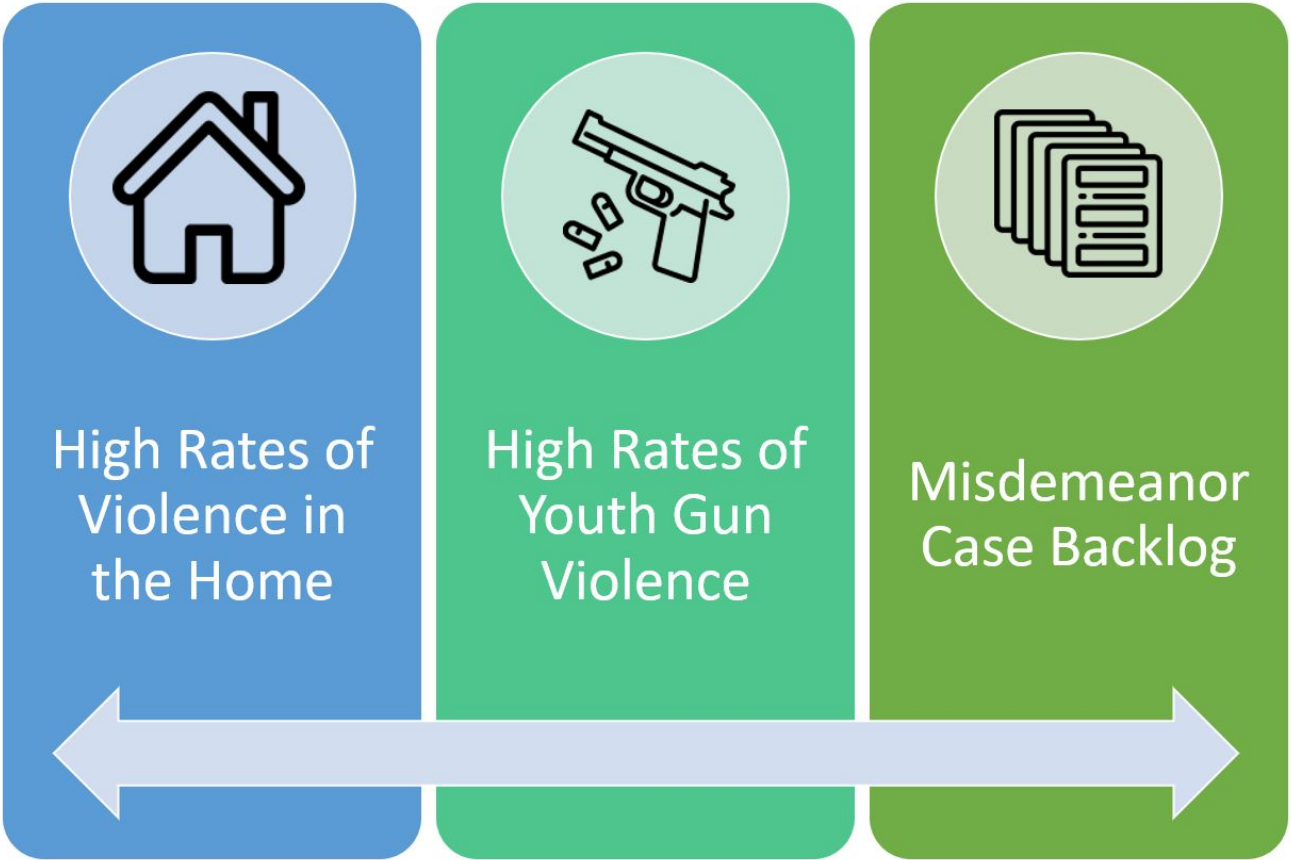 High Rates of
Violence in
the Home
High Rates of
Youth Gun
Violence
Misdemeanor
Case Backlog